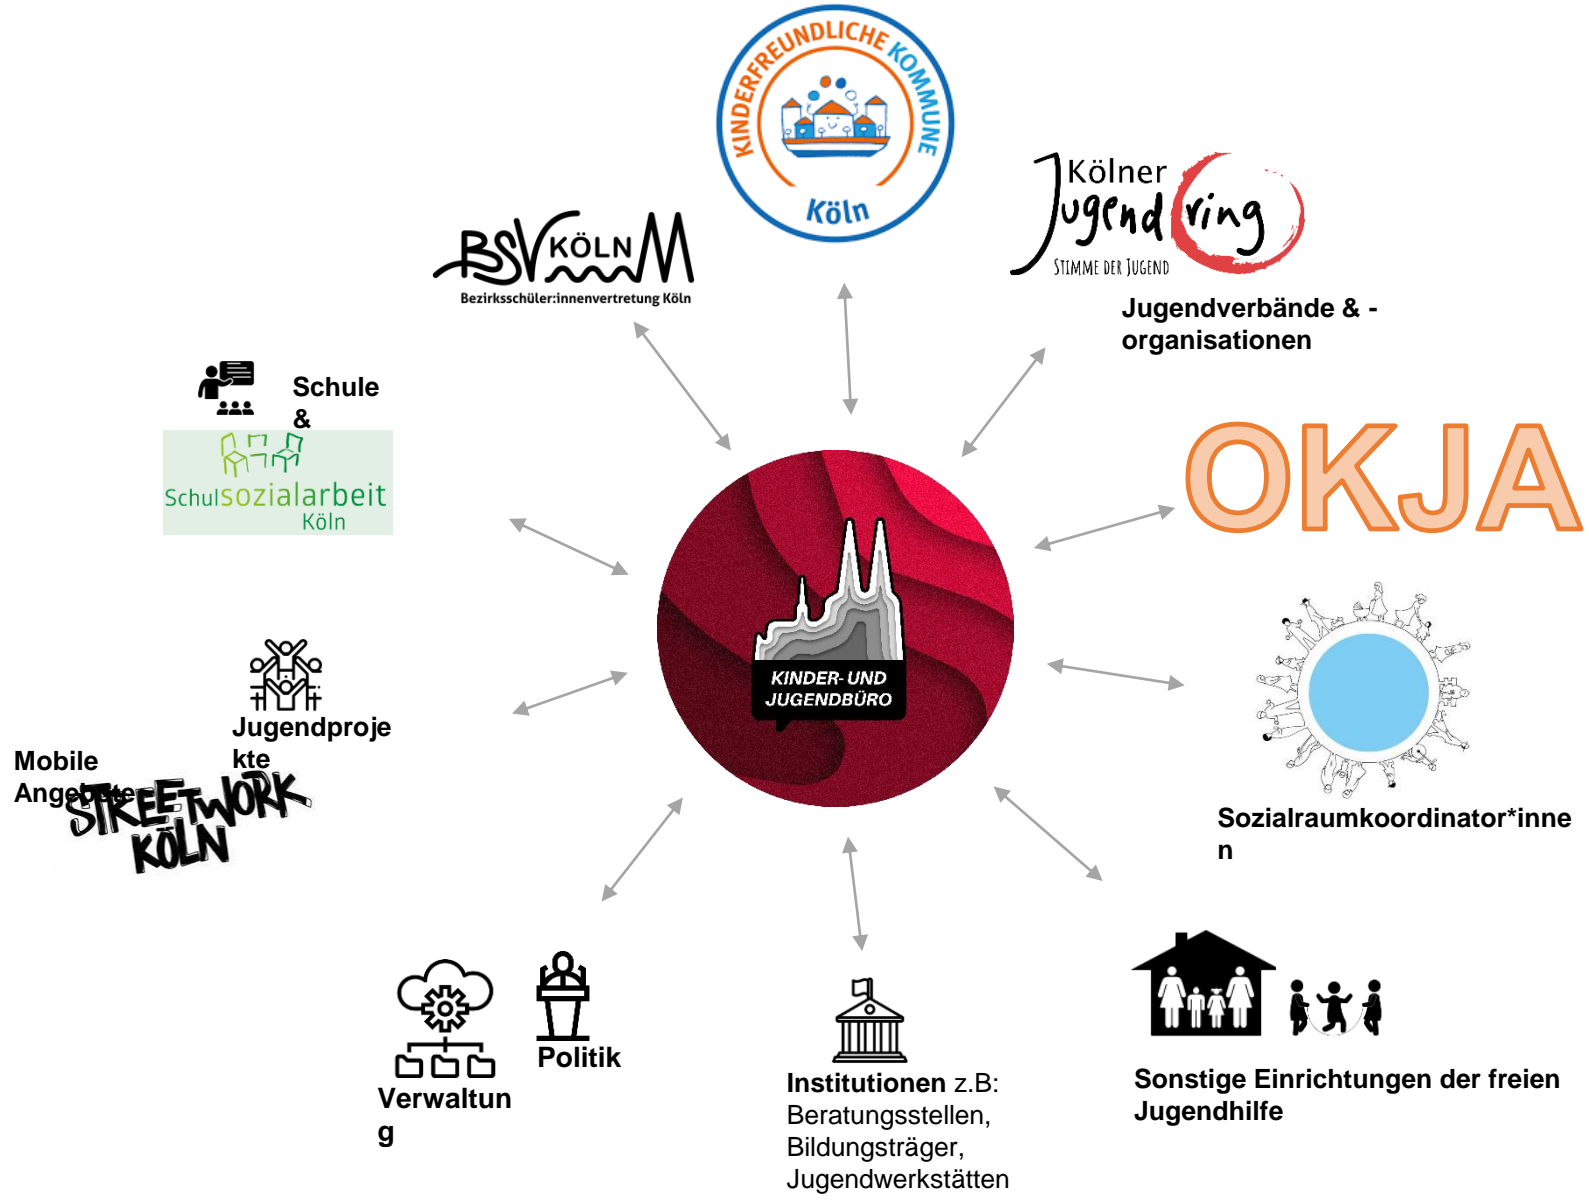 KINDERFREUNDLICHE KOMMUNE
Köln
Kölner
Jugendring
STIMME DER JUGEND
Jugendverbände & -
organisationen
BSV KÖLN
Bezirksschüler:innenvertretung Köln
Schule
&
Schulsozialarbeit
Köln
OKJA
KINDER- UND
JUGENDBÜRO
Jugendproje
kte
Mobile
Angebote
STREETWORK
KÖLN
Sozialraumkoordinator*inne
n
Politik
Verwaltun
g
Institutionen z.B:
Beratungsstellen,
Bildungsträger,
Jugendwerkstätten
Sonstige Einrichtungen der freien
Jugendhilfe